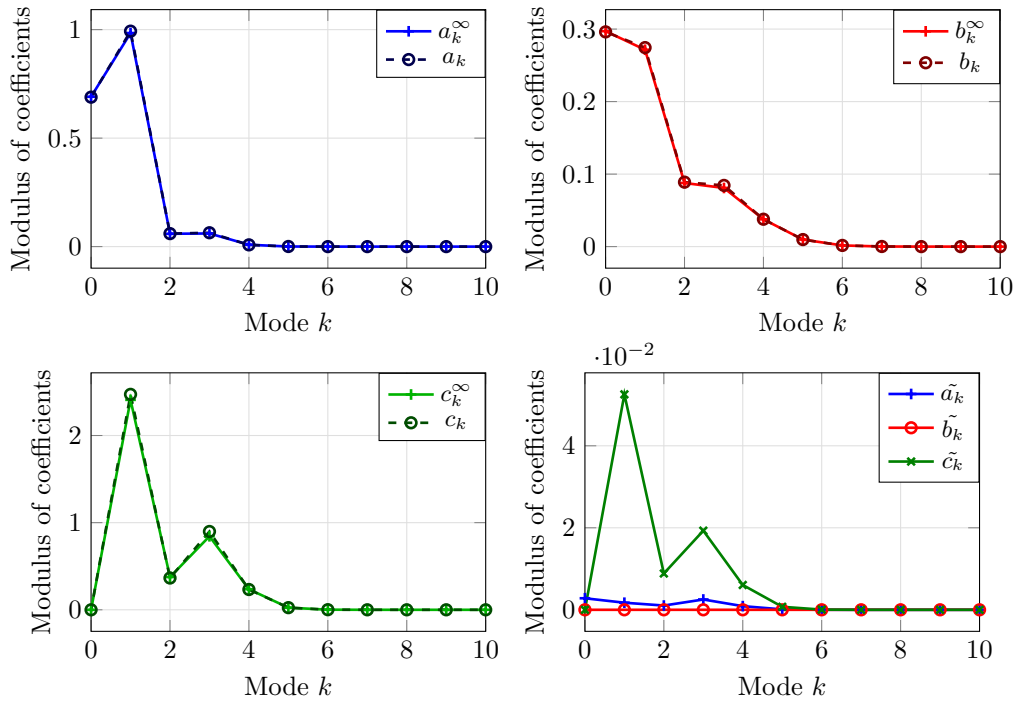 Modulus of coefficients
1
0.5
0
0 2 4 6 8 10
Mode k
a_k^∞
a_k
Modulus of coefficients
0.3
0.2
0.1
0
0 2 4 6 8 10
Mode k
b_k^∞
b_k
Modulus of coefficients
2
1
0
0 2 4 6 8 10
Mode k
c_k^∞
c_k
·10^{-2}
Modulus of coefficients
4
2
0
0 2 4 6 8 10
Mode k
ã_k
b̃_k
c̃_k